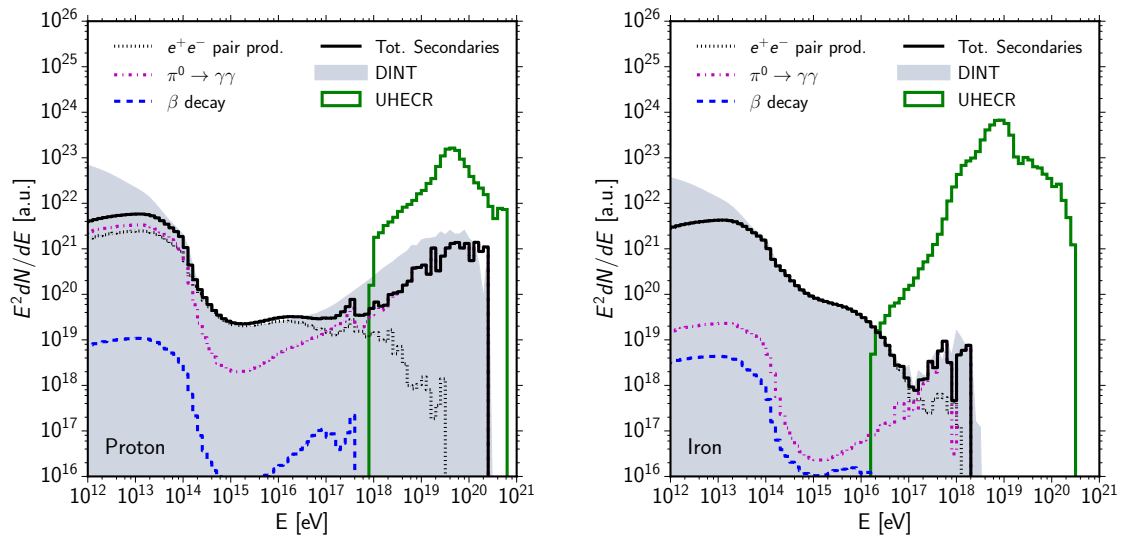 10^26
10^25
10^24
10^23
10^22
10^21
10^20
10^19
10^18
10^17
10^16
E^2 dN/dE [a.u.]
e^+e^- pair prod.
π^0 → γγ
β decay
Tot. Secondaries
DINT
UHECR
Proton
10^12 10^13 10^14 10^15 10^16 10^17 10^18 10^19 10^20 10^21
E [eV]
10^26
10^25
10^24
10^23
10^22
10^21
10^20
10^19
10^18
10^17
10^16
E^2 dN/dE [a.u.]
e^+e^- pair prod.
π^0 → γγ
β decay
Tot. Secondaries
DINT
UHECR
Iron
10^12 10^13 10^14 10^15 10^16 10^17 10^18 10^19 10^20 10^21
E [eV]